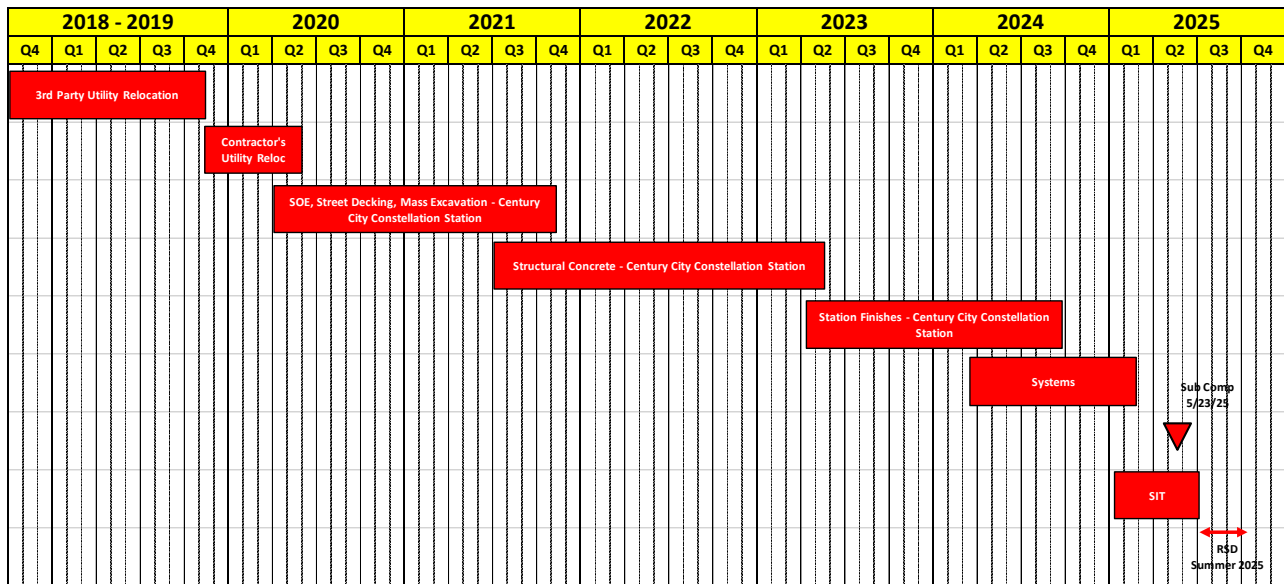 2018 - 2019 2020 2021 2022 2023 2024 2025
Q4 Q1 Q2 Q3 Q4 Q1 Q2 Q3 Q4 Q1 Q2 Q3 Q4 Q1 Q2 Q3 Q4 Q1 Q2 Q3 Q4 Q1 Q2 Q3 Q4 Q1 Q2 Q3 Q4
3rd Party Utility Relocation
Contractor's
Utility Reloc
SOE, Street Decking, Mass Excavation - Century
City Constellation Station
Structural Concrete - Century City Constellation Station
Station Finishes - Century City Constellation
Station
Systems
Sub Comp
5/23/25
SIT
RSD
Summer 2025